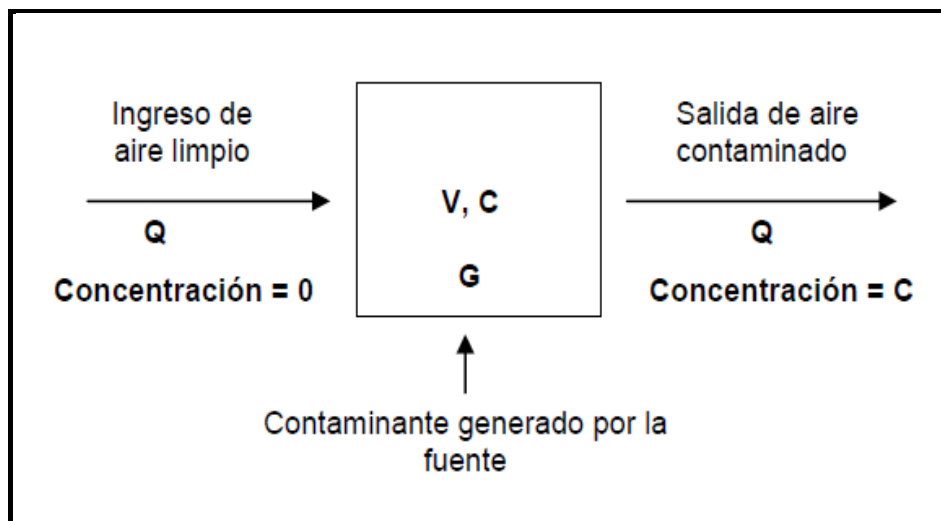 Ingreso de
aire limpio
Q
Concentración = 0
V, C
G
Salida de aire
contaminado
Q
Concentración = C
Contaminante generado por la
fuente